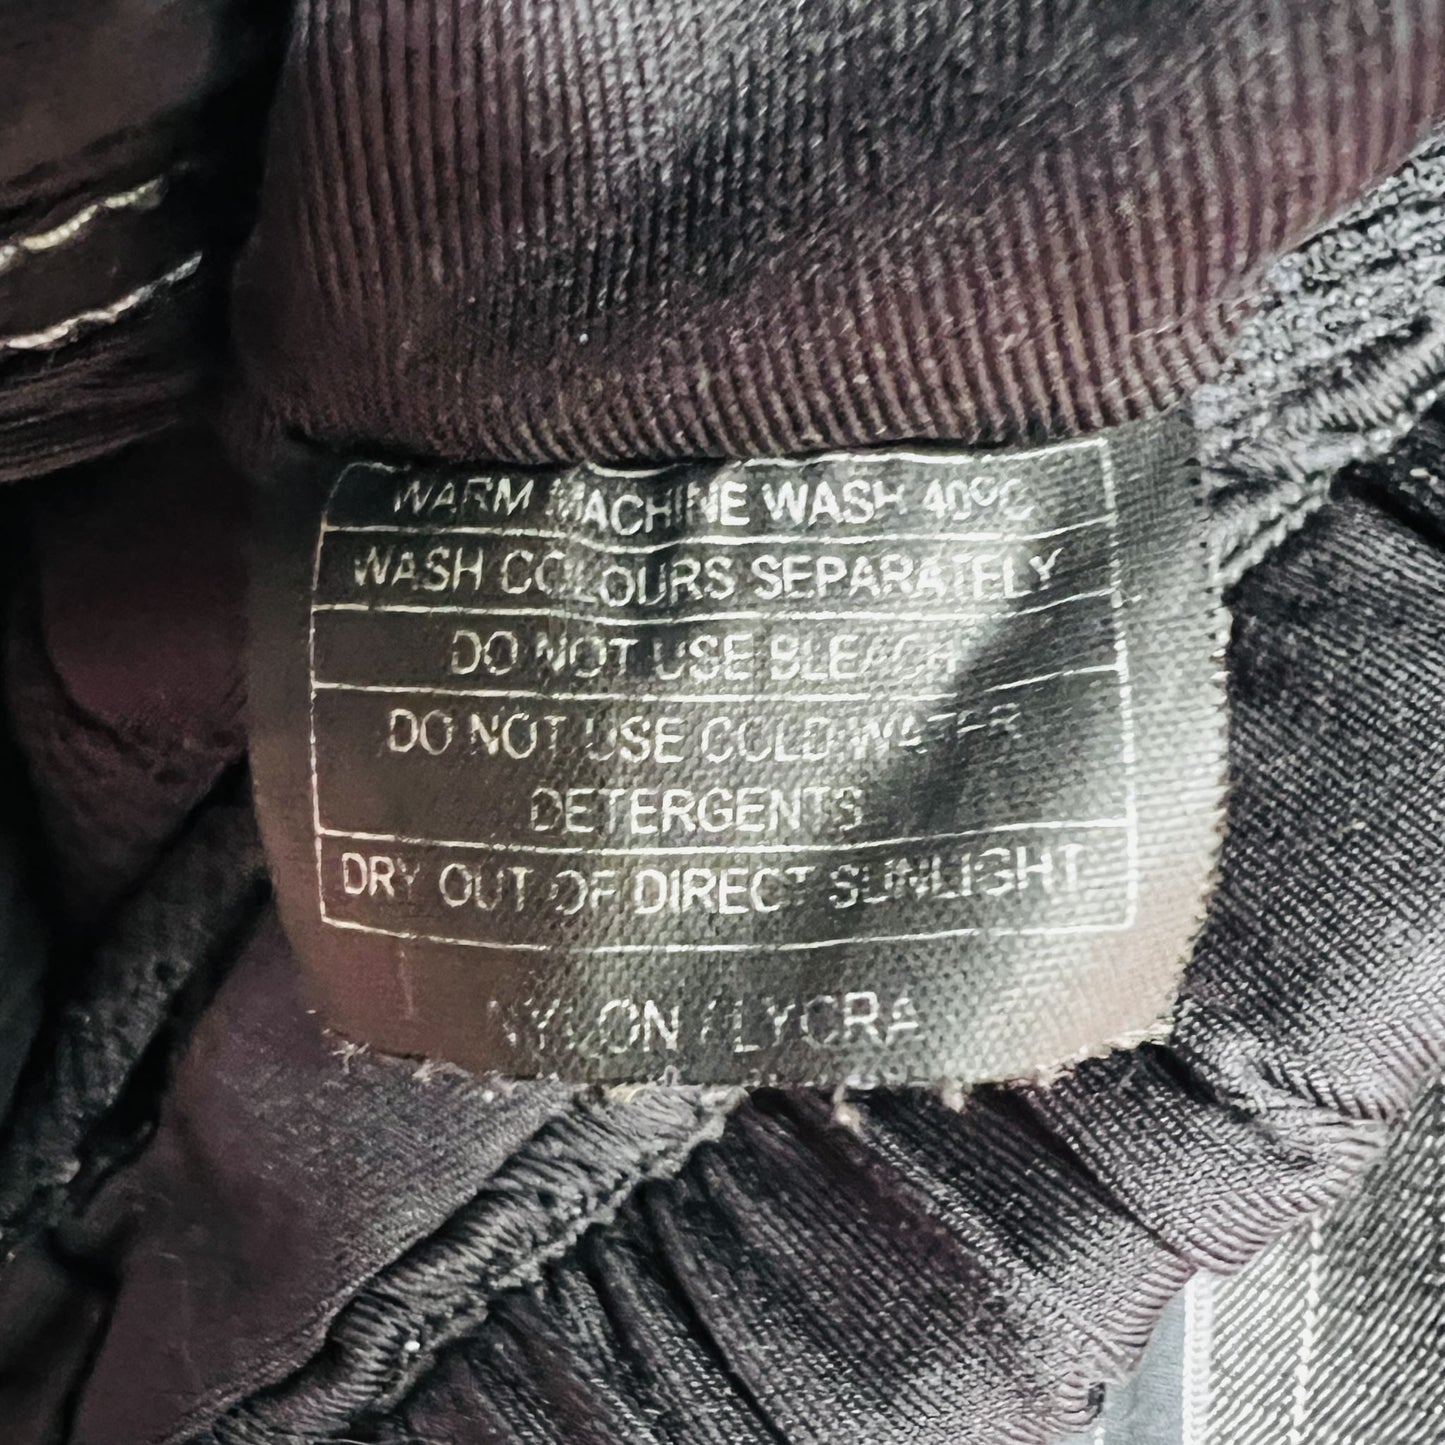 WARM MACHINE WASH 40ºC
WASH COLOURS SEPARATELY
DO NOT USE BLEACH
DO NOT USE COLD WATER
DETERGENTS
DRY OUT OF DIRECT SUNLIGHT
NYLON / LYCRA